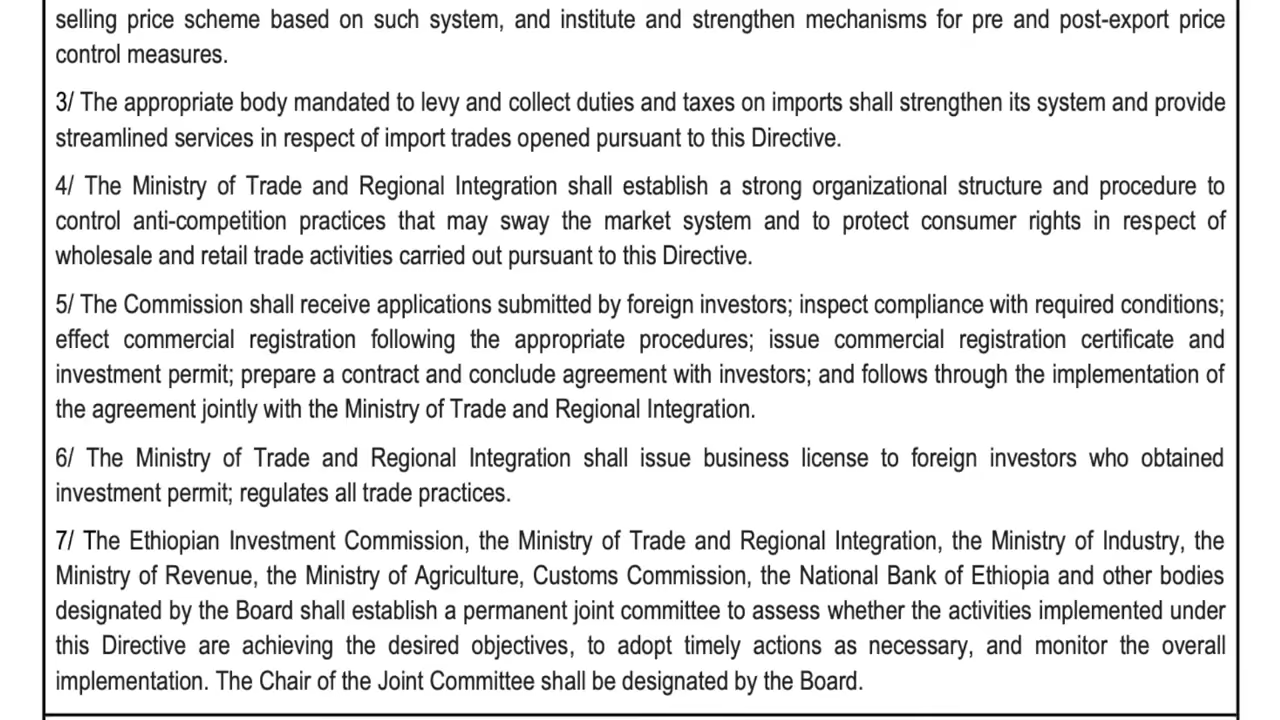 selling price scheme based on such system, and institute and strengthen mechanisms for pre and post-export price
control measures.
3/ The appropriate body mandated to levy and collect duties and taxes on imports shall strengthen its system and provide
streamlined services in respect of import trades opened pursuant to this Directive.
4/ The Ministry of Trade and Regional Integration shall establish a strong organizational structure and procedure to
control anti-competition practices that may sway the market system and to protect consumer rights in respect of
wholesale and retail trade activities carried out pursuant to this Directive.
5/ The Commission shall receive applications submitted by foreign investors; inspect compliance with required conditions;
effect commercial registration following the appropriate procedures; issue commercial registration certificate and
investment permit; prepare a contract and conclude agreement with investors; and follows through the implementation of
the agreement jointly with the Ministry of Trade and Regional Integration.
6/ The Ministry of Trade and Regional Integration shall issue business license to foreign investors who obtained
investment permit; regulates all trade practices.
7/ The Ethiopian Investment Commission, the Ministry of Trade and Regional Integration, the Ministry of Industry, the
Ministry of Revenue, the Ministry of Agriculture, Customs Commission, the National Bank of Ethiopia and other bodies
designated by the Board shall establish a permanent joint committee to assess whether the activities implemented under
this Directive are achieving the desired objectives, to adopt timely actions as necessary, and monitor the overall
implementation. The Chair of the Joint Committee shall be designated by the Board.